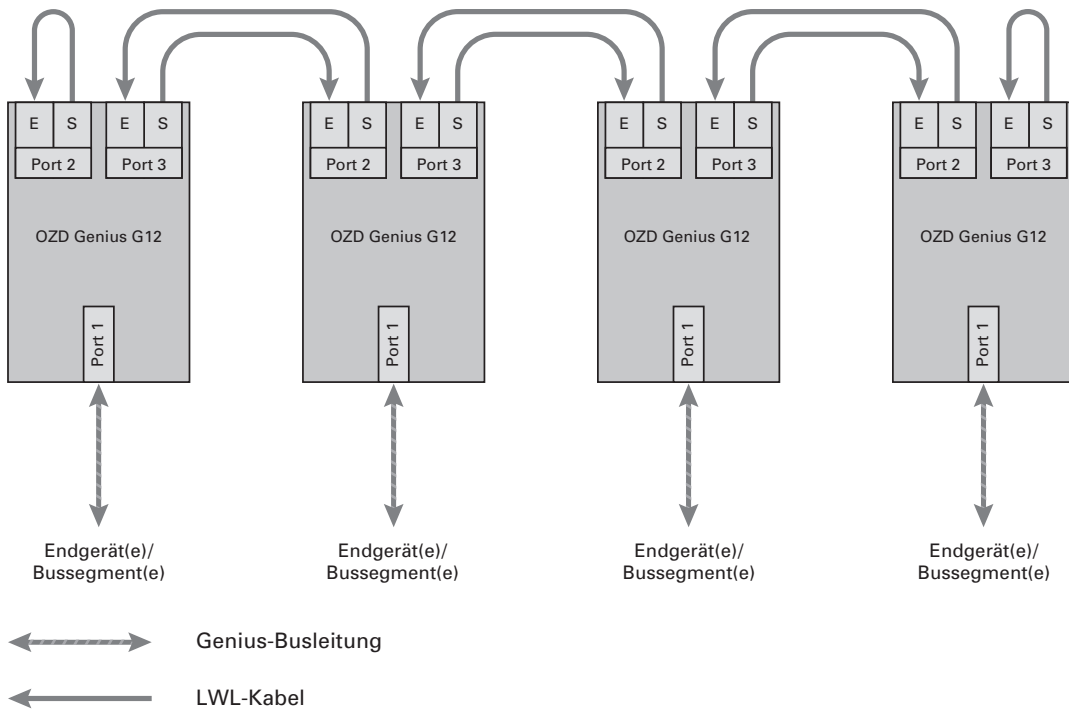 E S E S E S E S E S E S E S E S
Port 2 Port 3 Port 2 Port 3 Port 2 Port 3 Port 2 Port 3
OZD Genius G12 OZD Genius G12 OZD Genius G12 OZD Genius G12
Port 1 Port 1 Port 1 Port 1
Endgerät(e)/ Endgerät(e)/ Endgerät(e)/ Endgerät(e)/
Bussegment(e) Bussegment(e) Bussegment(e) Bussegment(e)
Genius-Busleitung
LWL-Kabel